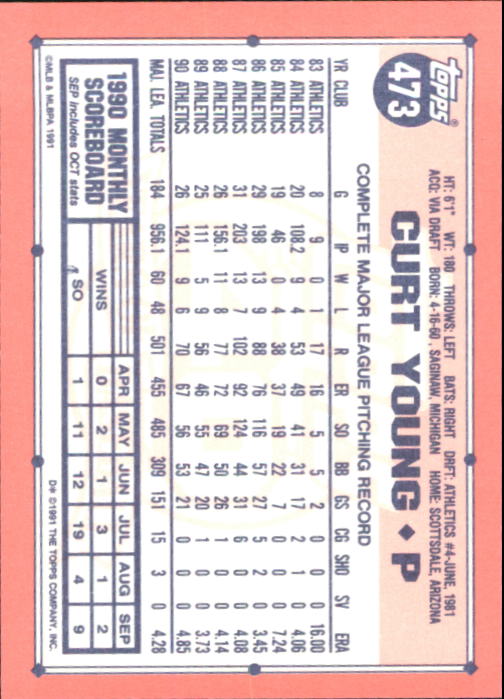 topps®
473
HT: 6'1" WT: 180 THROWS: LEFT BATS: RIGHT DRFT: ATHLETICS #4-JUNE, 1981
ACQ: VIA DRAFT BORN: 4-16-60, SAGINAW, MICHIGAN HOME: SCOTTSDALE, ARIZONA
CURT YOUNG ♦ P
COMPLETE MAJOR LEAGUE PITCHING RECORD
YR CLUB G IP W L R ER SO BB GS CG SHO SV ERA
83 ATHLETICS 8 9 0 1 17 16 5 5 2 0 0 0 16.00
84 ATHLETICS 20 108.2 9 4 53 49 41 31 17 2 1 0 4.06
85 ATHLETICS 19 46 0 4 38 37 19 22 7 0 0 0 7.24
86 ATHLETICS 29 198 13 9 88 76 116 57 27 5 2 0 3.45
87 ATHLETICS 31 203 13 7 102 92 124 44 31 6 0 0 4.08
88 ATHLETICS 26 156.1 11 8 77 72 69 50 26 1 0 0 4.14
89 ATHLETICS 25 111 5 9 56 46 55 47 20 1 0 0 3.73
90 ATHLETICS 26 124.1 9 6 70 67 56 53 21 0 0 0 4.85
MAJ. LEA. TOTALS 184 956.1 60 48 501 455 485 309 151 15 3 0 4.28
1990 MONTHLY
SCOREBOARD
SEP includes OCT stats
APR MAY JUN JUL AUG SEP
WINS 0 2 1 3 1 2
SO 1 11 12 19 4 9
©MLB & MLBPA 1991
D* ©1991 THE TOPPS COMPANY, INC.